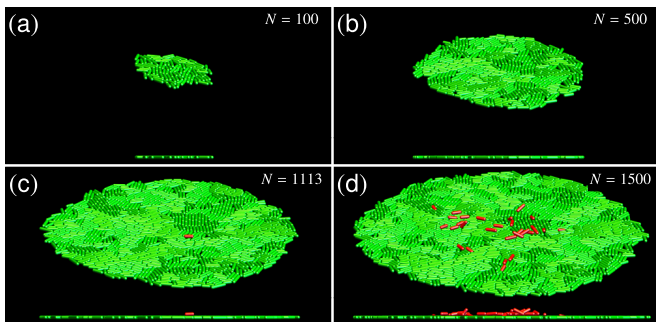 (a)
N = 100
(b)
N = 500
(c)
N = 1113
(d)
N = 1500